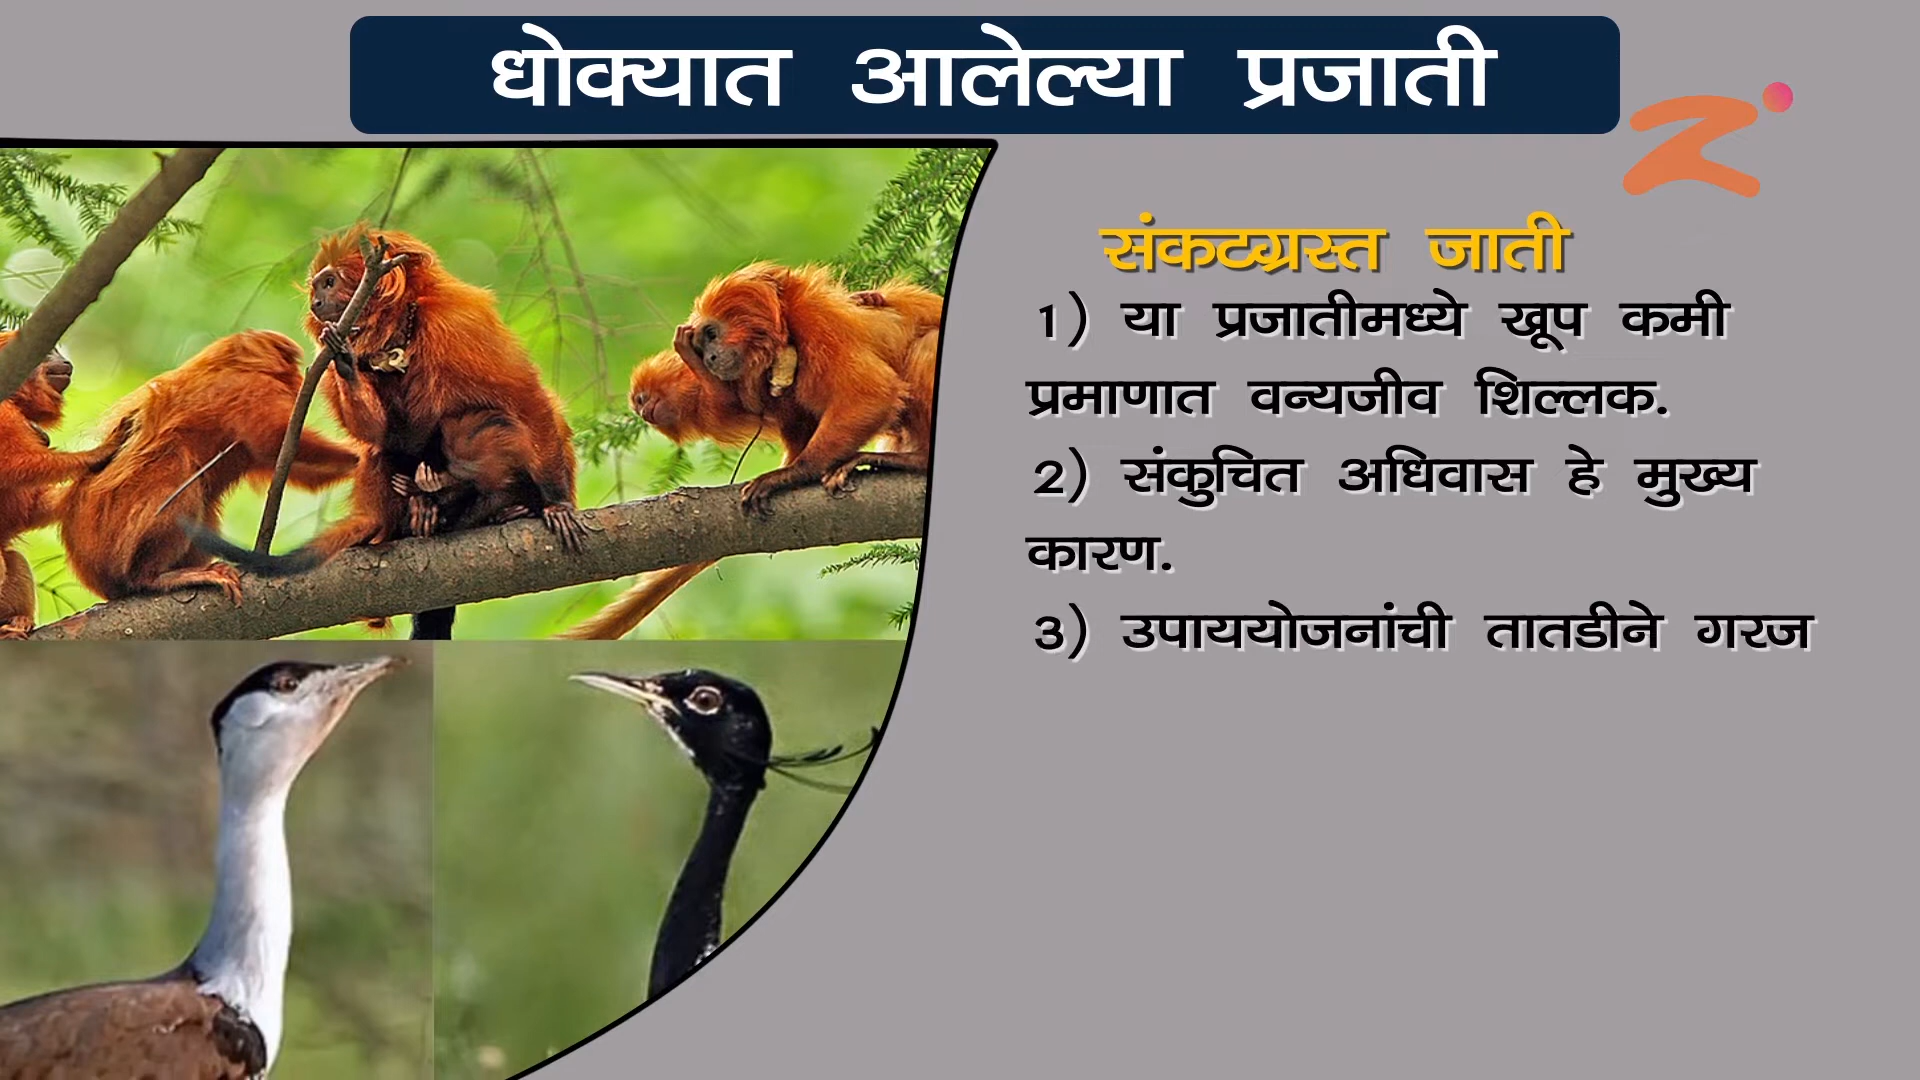 धोक्यात आलेल्या प्रजाती
संकटग्रस्त जाती
1) या प्रजातीमध्ये खूप कमी
प्रमाणात वन्यजीव शिल्लक.
2) संकुचित अधिवास हे मुख्य
कारण.
3) उपाययोजनांची तातडीने गरज